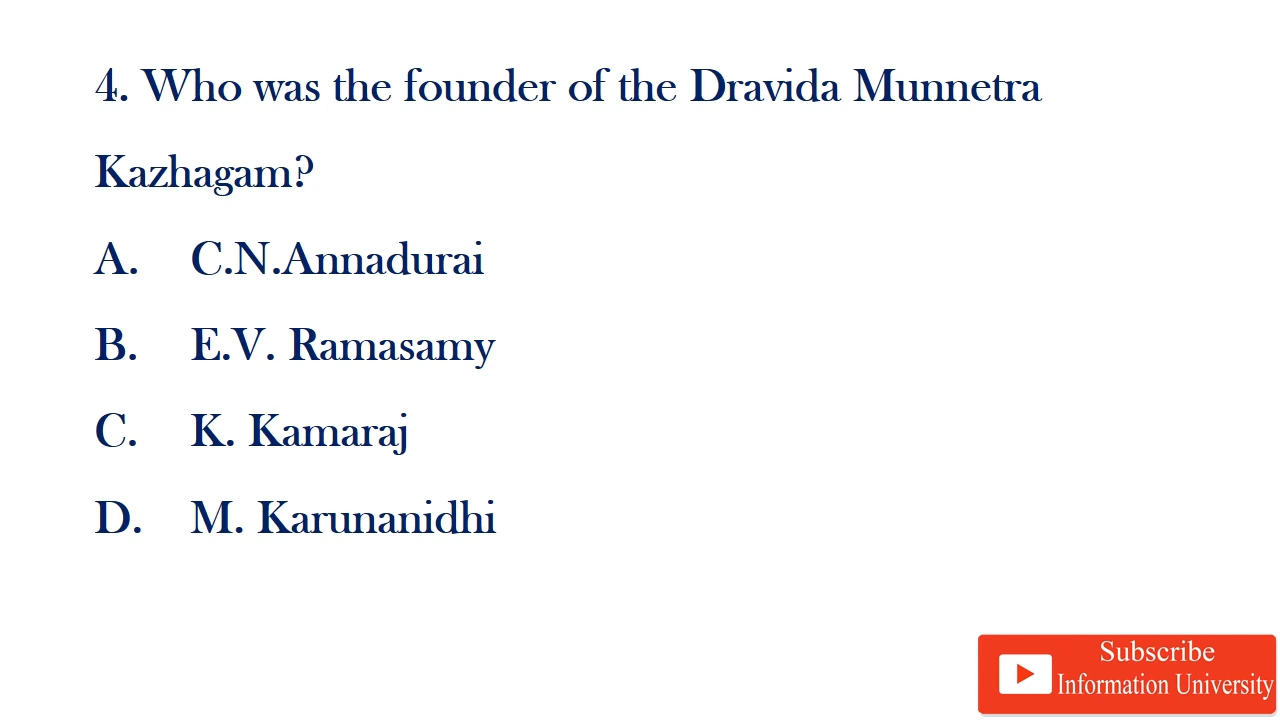 4. Who was the founder of the Dravida Munnetra
Kazhagam?
A. C.N.Annadurai
B. E.V. Ramasamy
C. K. Kamaraj
D. M. Karunanidhi
Subscribe
Information University